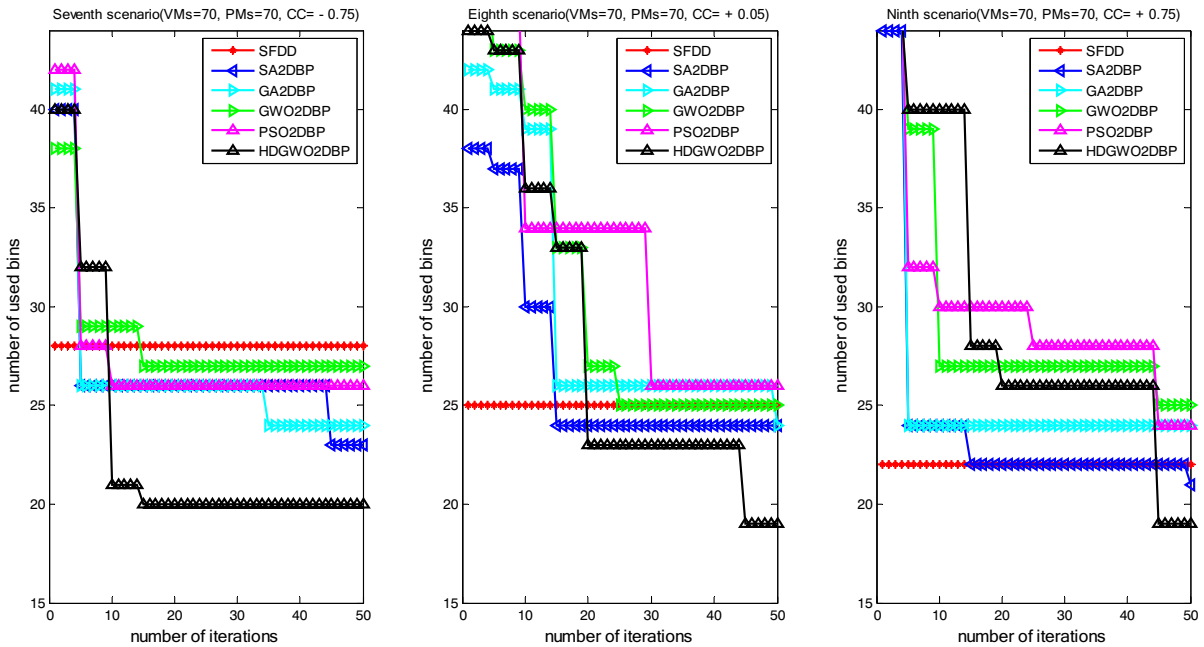 Seventh scenario(VMs=70, PMs=70, CC= - 0.75)
number of used bins
40
35
30
25
20
15
0
10
20
30
40
50
number of iterations
SFDD
SA2DBP
GA2DBP
GWO2DBP
PSO2DBP
HDGWO2DBP
Eighth scenario(VMs=70, PMs=70, CC= + 0.05)
number of used bins
40
35
30
25
20
15
0
10
20
30
40
50
number of iterations
SFDD
SA2DBP
GA2DBP
GWO2DBP
PSO2DBP
HDGWO2DBP
Ninth scenario(VMs=70, PMs=70, CC= + 0.75)
number of used bins
40
35
30
25
20
15
0
10
20
30
40
50
number of iterations
SFDD
SA2DBP
GA2DBP
GWO2DBP
PSO2DBP
HDGWO2DBP